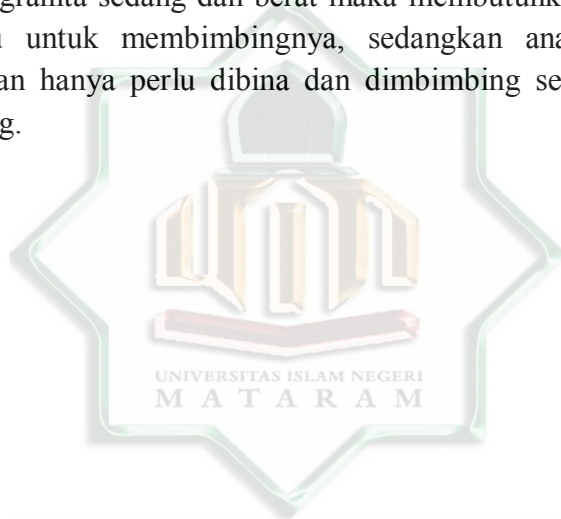 sedang dan berat maka membutuhk
untuk membimbingnya, sedangkan ana
an hanya perlu dibina dan dimbimbing se
g.
UNIVERSITAS ISLAM NEGERI
MATARAM